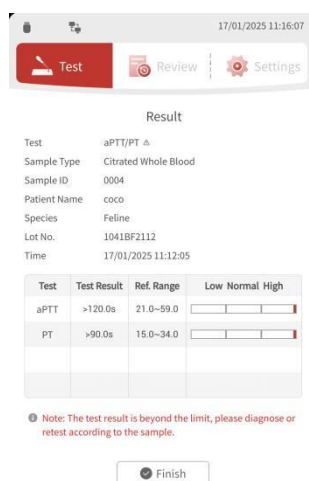 17/01/2025 11:16:07
Test Review Settings
Result
Test aPTT/PT ⚠
Sample Type Citrated Whole Blood
Sample ID 0004
Patient Name coco
Species Feline
Lot No. 1041BF2112
Time 17/01/2025 11:12:05
Test Test Result Ref. Range Low Normal High
aPTT >120.0s 21.0~59.0
PT >90.0s 15.0~34.0
Note: The test result is beyond the limit, please diagnose or
retest according to the sample.
Finish